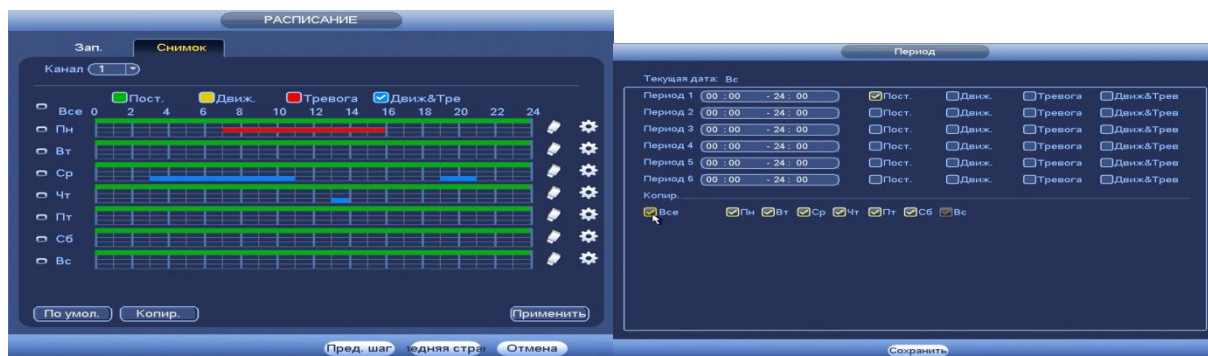 РАСПИСАНИЕ
Зап. Снимок
Канал 1
Пост. Движ. Тревога Движ&Тре
Все 0 2 4 6 8 10 12 14 16 18 20 22 24
Пн
Вт
Ср
Чт
Пт
Сб
Вс
По умол. Копир. Применить
Пред. шаг едняя стра Отмена
Период
Текущая дата: Вс
Период 1 00 : 00 - 24 : 00 Пост. Движ. Тревога Движ&Трев
Период 2 00 : 00 - 24 : 00 Пост. Движ. Тревога Движ&Трев
Период 3 00 : 00 - 24 : 00 Пост. Движ. Тревога Движ&Трев
Период 4 00 : 00 - 24 : 00 Пост. Движ. Тревога Движ&Трев
Период 5 00 : 00 - 24 : 00 Пост. Движ. Тревога Движ&Трев
Период 6 00 : 00 - 24 : 00 Пост. Движ. Тревога Движ&Трев
Копир.
Все Пн Вт Ср Чт Пт Сб Вс
Сохранить